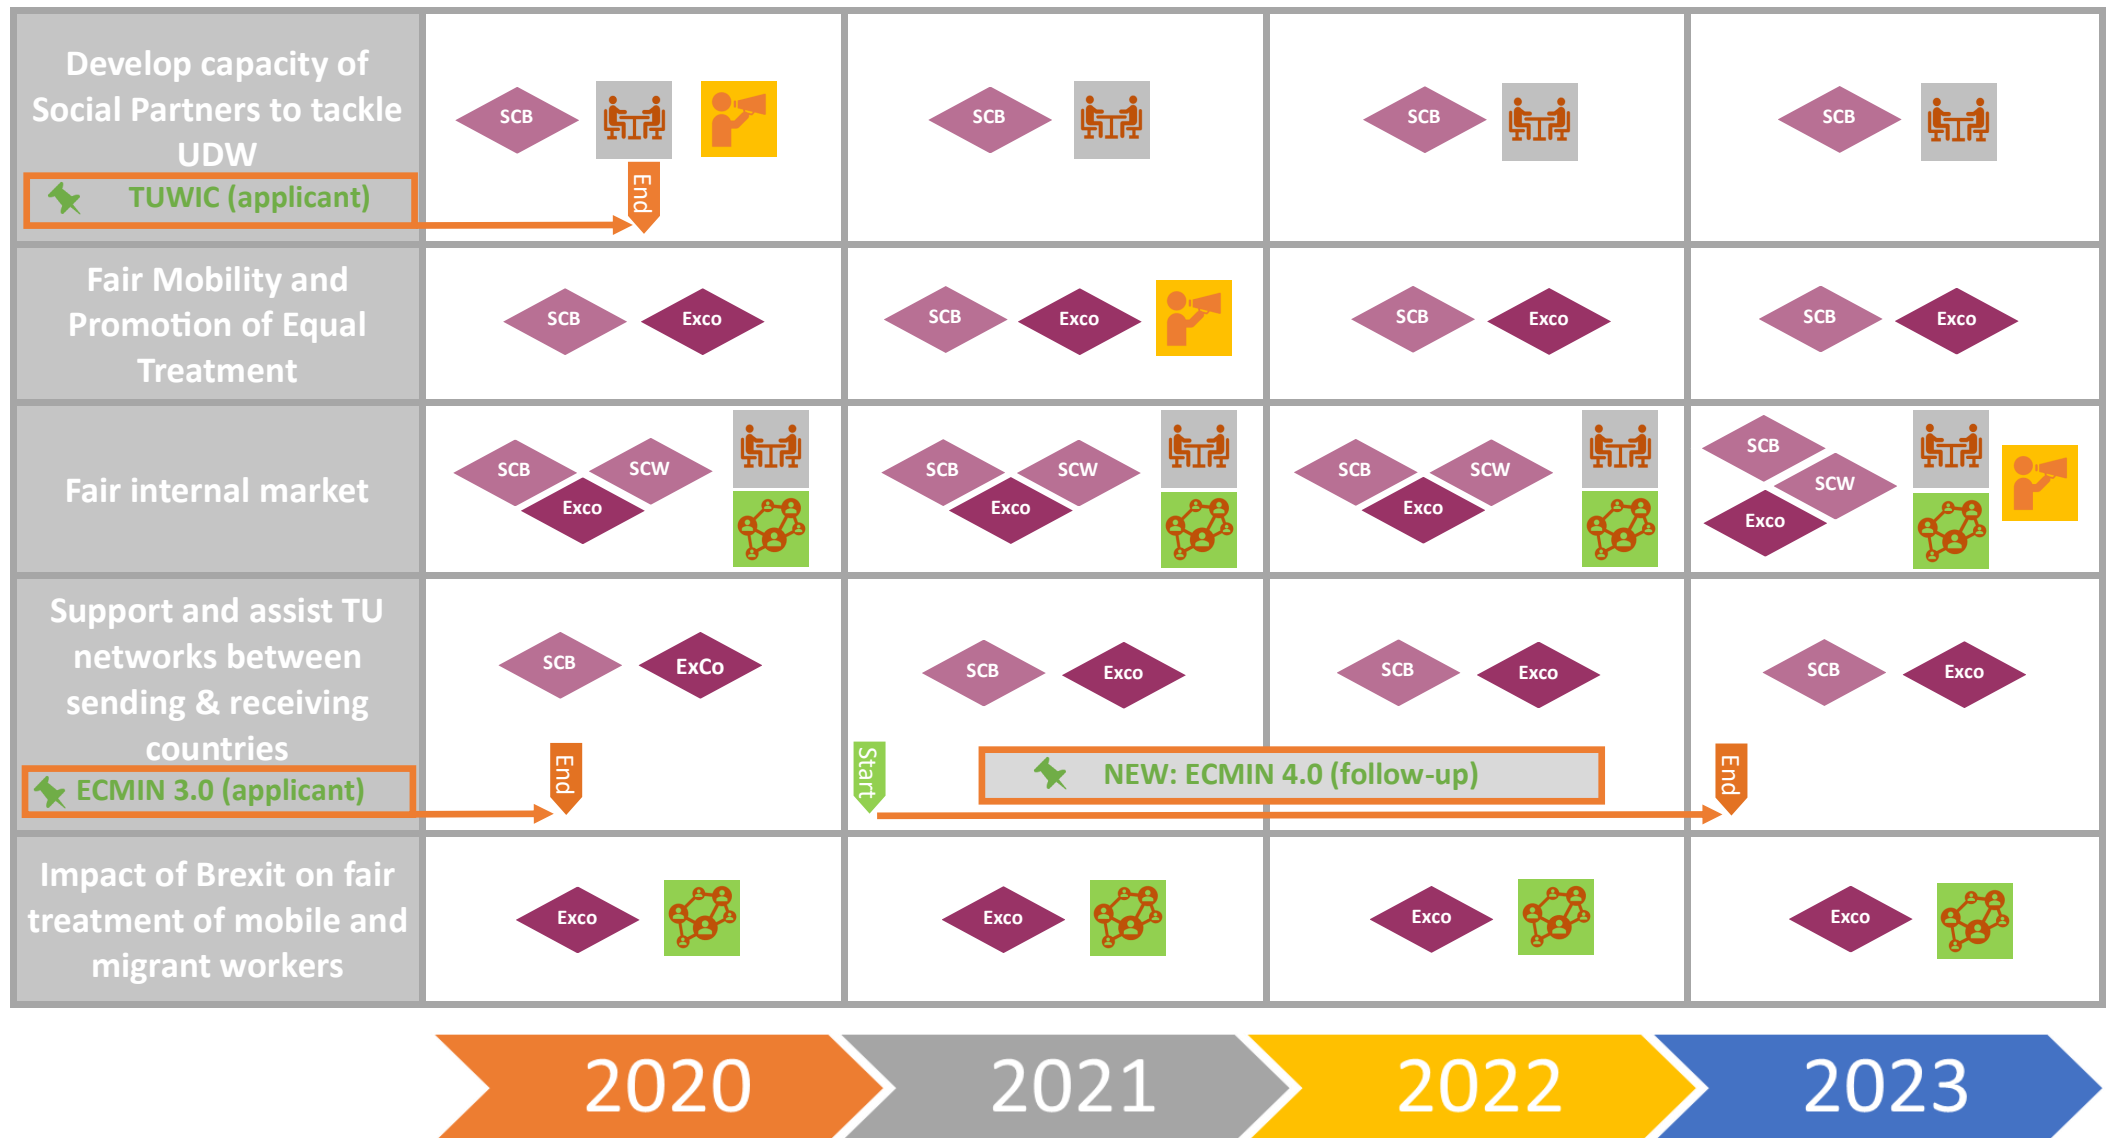 Develop capacity of
Social Partners to tackle
UDW
TUWIC (applicant)
SCB
End
SCB
SCB
SCB
Fair Mobility and
Promotion of Equal
Treatment
SCB Exco
SCB Exco
SCB Exco
SCB Exco
Fair internal market
SCB SCW
Exco
SCB SCW
Exco
SCB SCW
Exco
SCB
SCW
Exco
Support and assist TU
networks between
sending & receiving
countries
ECMIN 3.0 (applicant)
SCB ExCo
End
SCB Exco
Start
NEW: ECMIN 4.0 (follow-up)
SCB Exco
SCB Exco
End
Impact of Brexit on fair
treatment of mobile and
migrant workers
Exco
Exco
Exco
Exco
2020 2021 2022 2023